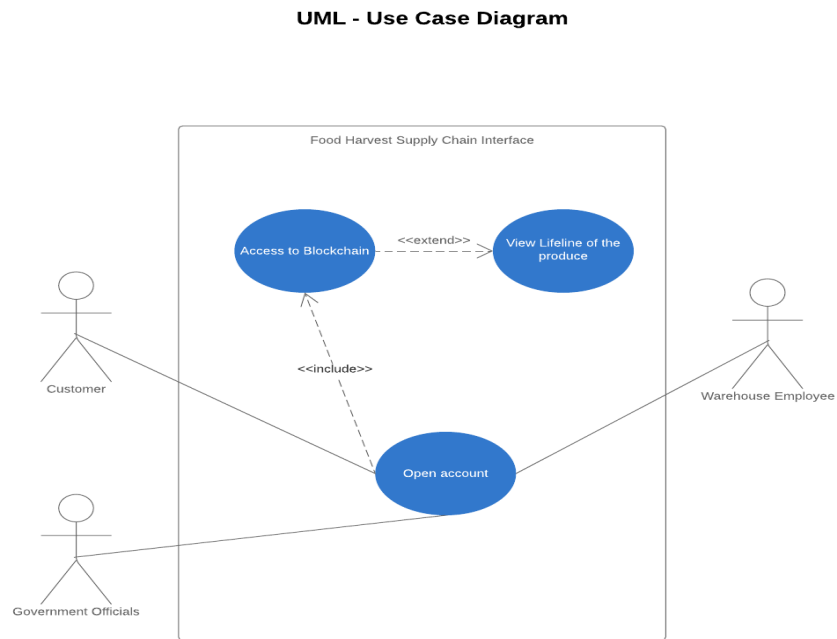 UML - Use Case Diagram
Food Harvest Supply Chain Interface
Access to Blockchain
<<extend>>
View Lifeline of the
produce
<<include>>
Customer
Warehouse Employee
Open account
Government Officials